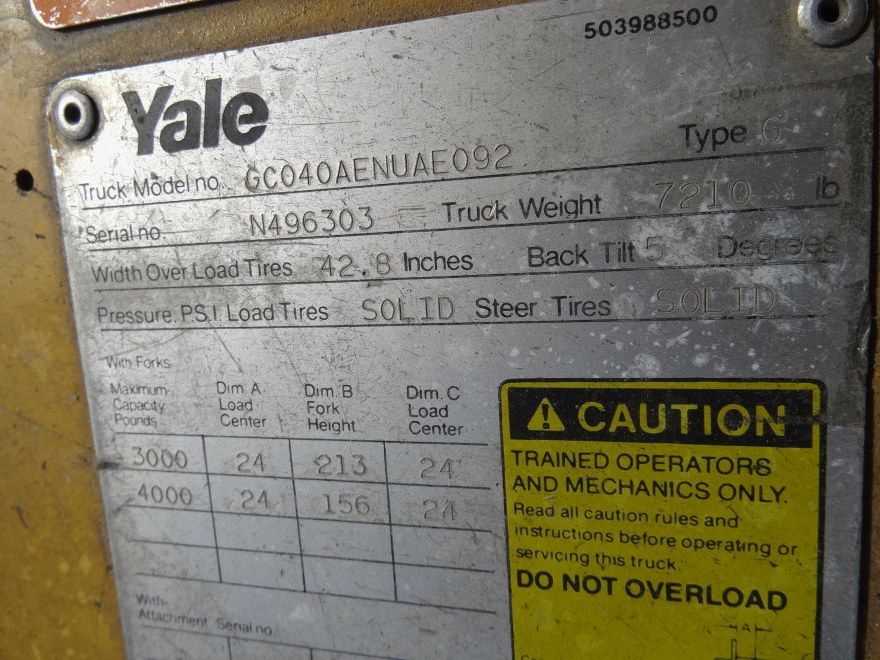 503988500
Yale
Type G
Truck Model no. GC040AENUAE092
Serial no. N496303 Truck Weight 7210 lb
Width Over Load Tires 42.8 Inches Back Tilt 5 Degrees
Pressure, P.S.I. Load Tires SOLID Steer Tires SOLID
With Forks
Maximum Capacity Pounds Dim. A Load Center Dim. B Fork Height Dim. C Load Center
3000 24 213 24
4000 24 156 24
With-
Attachment Serial no.
CAUTION
TRAINED OPERATORS
AND MECHANICS ONLY.
Read all caution rules and
instructions before operating or
servicing this truck.
DO NOT OVERLOAD
A